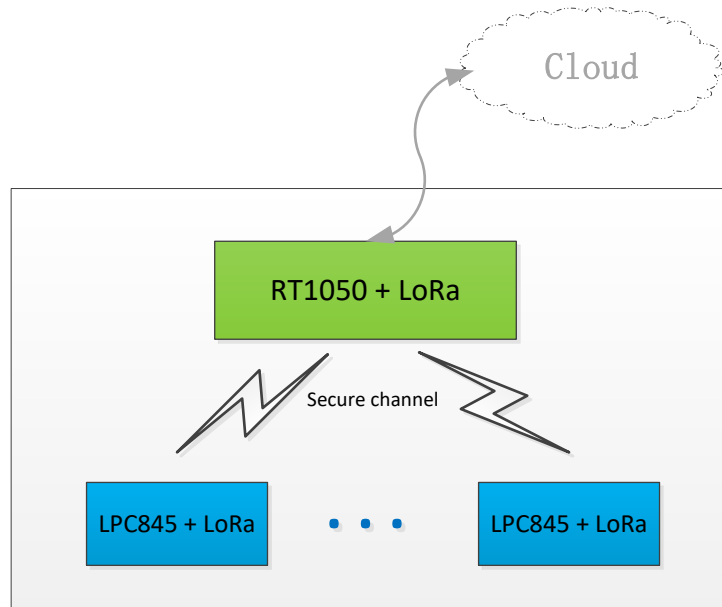 Cloud
RT1050 + LoRa
Secure channel
LPC845 + LoRa
LPC845 + LoRa